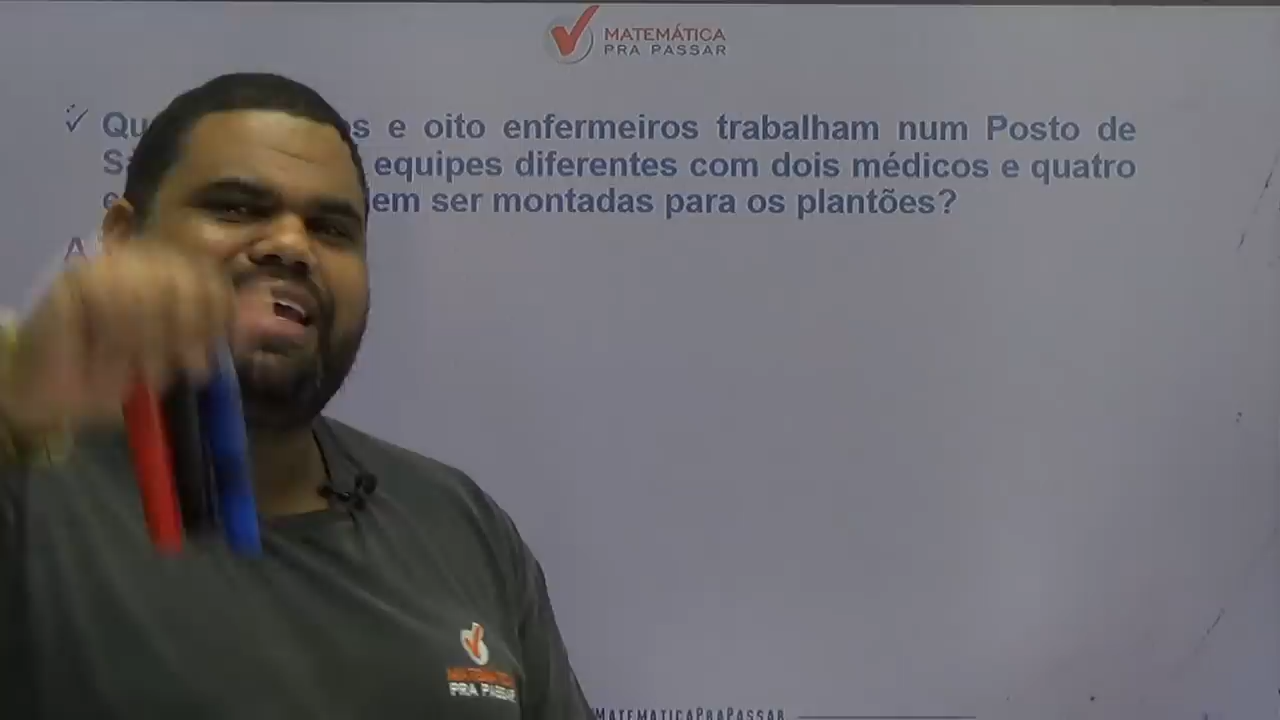 MATEMÁTICA
PRA PASSAR
Qu s e oito enfermeiros trabalham num Posto de
S equipes diferentes com dois médicos e quatro
e em ser montadas para os plantões?
A
PRA PASSAR
MATEMATICAPRAPASSAR